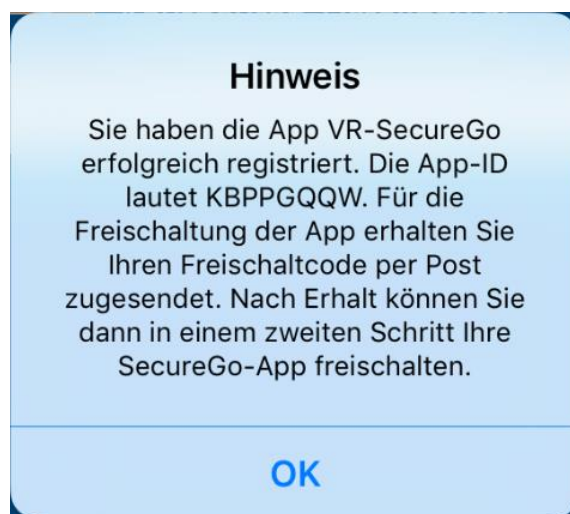 Hinweis
Sie haben die App VR-SecureGo
erfolgreich registriert. Die App-ID
lautet KBPPGQQW. Für die
Freischaltung der App erhalten Sie
Ihren Freischaltcode per Post
zugesendet. Nach Erhalt können Sie
dann in einem zweiten Schritt Ihre
SecureGo-App freischalten.
OK